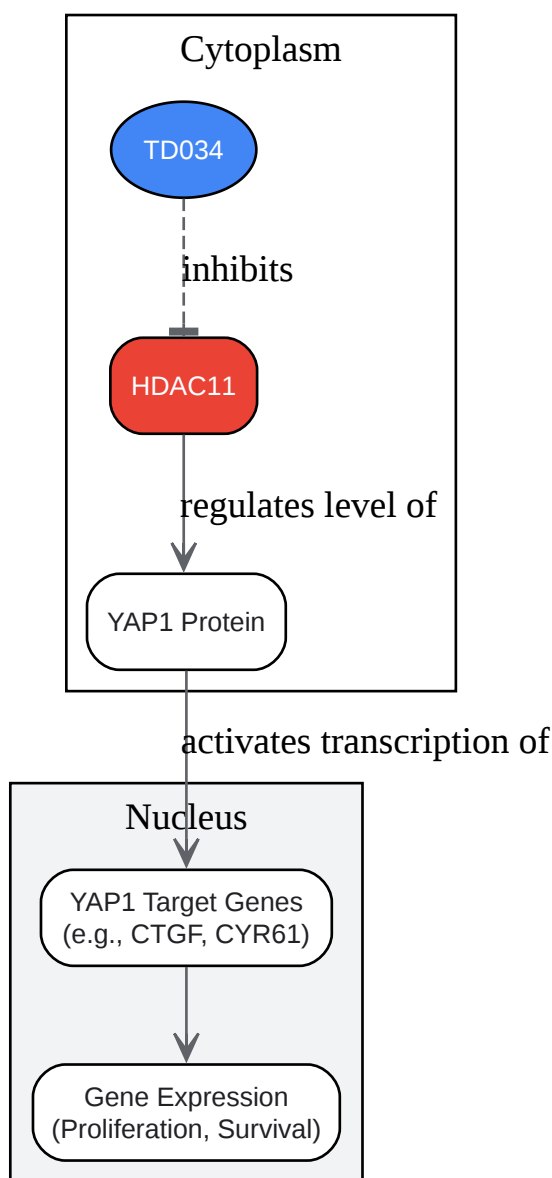 Cytoplasm
TD034
inhibits
HDAC11
regulates level of
YAP1 Protein
activates transcription of
Nucleus
YAP1 Target Genes
(e.g., CTGF, CYR61)
Gene Expression
(Proliferation, Survival)